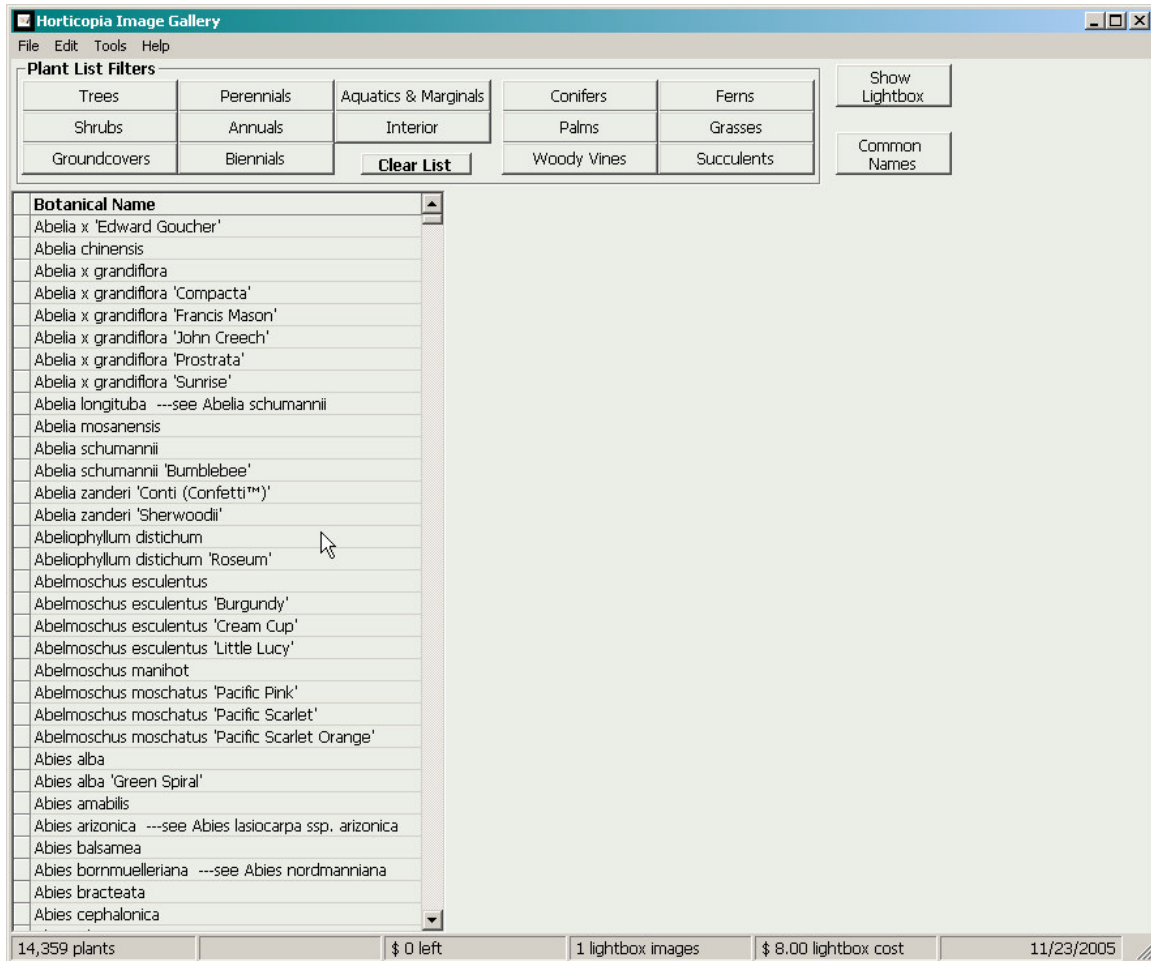 Horticopia Image Gallery
File Edit Tools Help
Plant List Filters
Trees Perennials Aquatics & Marginals Conifers Ferns
Shrubs Annuals Interior Palms Grasses
Groundcovers Biennials Clear List Woody Vines Succulents
Show
Lightbox
Common
Names
Botanical Name
Abelia x 'Edward Goucher'
Abelia chinensis
Abelia x grandiflora
Abelia x grandiflora 'Compacta'
Abelia x grandiflora 'Francis Mason'
Abelia x grandiflora 'John Creech'
Abelia x grandiflora 'Prostrata'
Abelia x grandiflora 'Sunrise'
Abelia longituba ---see Abelia schumannii
Abelia mosanensis
Abelia schumannii
Abelia schumannii 'Bumblebee'
Abelia zanderi 'Conti (Confetti™)'
Abelia zanderi 'Sherwoodii'
Abeliophyllum distichum
Abeliophyllum distichum 'Roseum'
Abelmoschus esculentus
Abelmoschus esculentus 'Burgundy'
Abelmoschus esculentus 'Cream Cup'
Abelmoschus esculentus 'Little Lucy'
Abelmoschus manihot
Abelmoschus moschatus 'Pacific Pink'
Abelmoschus moschatus 'Pacific Scarlet'
Abelmoschus moschatus 'Pacific Scarlet Orange'
Abies alba
Abies alba 'Green Spiral'
Abies amabilis
Abies arizonica ---see Abies lasiocarpa ssp. arizonica
Abies balsamea
Abies bornmuelleriana ---see Abies nordmanniana
Abies bracteata
Abies cephalonica
14,359 plants $ 0 left 1 lightbox images $ 8.00 lightbox cost 11/23/2005